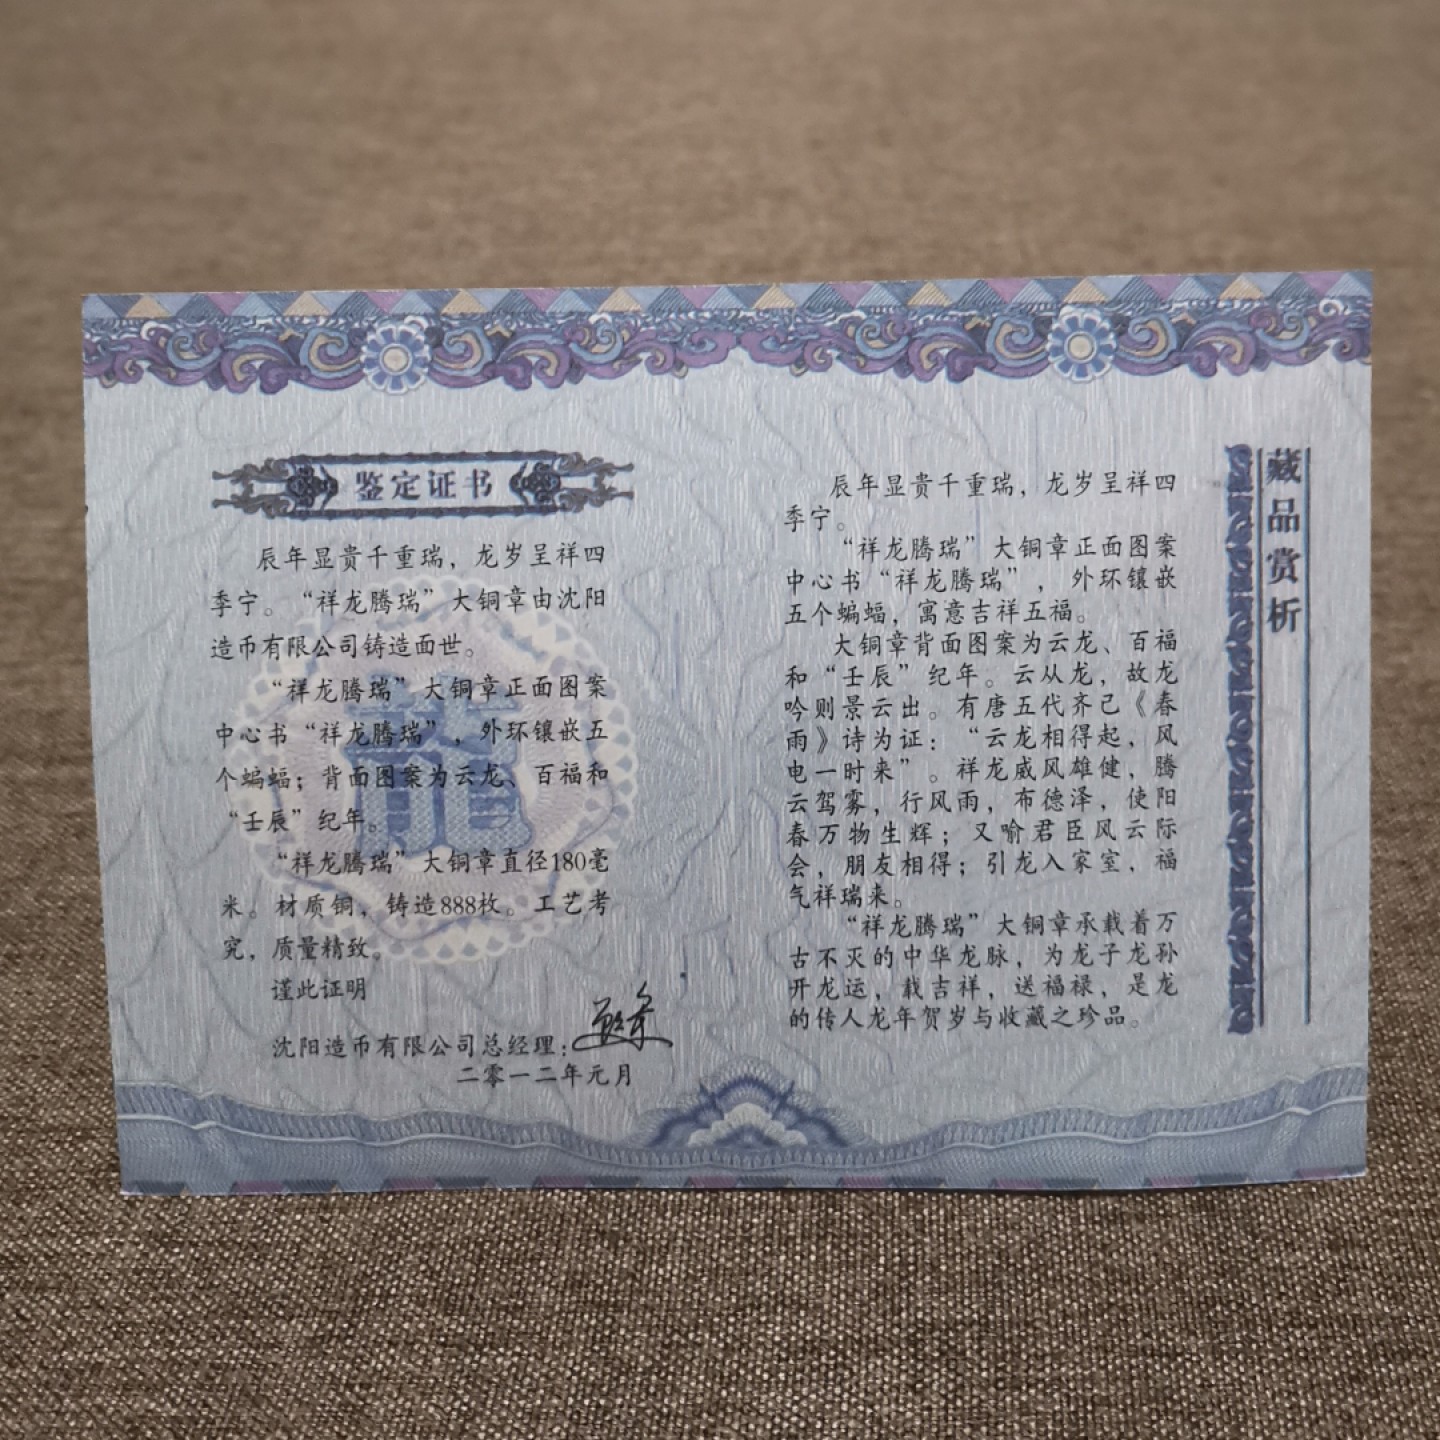 鉴定证书
辰年显贵千重瑞，龙岁呈祥四
季宁。“祥龙腾瑞”大铜章由沈阳
造币有限公司铸造面世。
“祥龙腾瑞”大铜章正面图案
中心书“祥龙腾瑞”，外环镶嵌五
个蝙蝠；背面图案为云龙、百福和
“壬辰”纪年。
“祥龙腾瑞”大铜章直径180毫
米。材质铜，铸造888枚。工艺考
究，质量精致。
谨此证明
沈阳造币有限公司总经理：
二零一二年元月
龍
藏品赏析
辰年显贵千重瑞，龙岁呈祥四
季宁。
“祥龙腾瑞”大铜章正面图案
中心书“祥龙腾瑞”，外环镶嵌
五个蝙蝠，寓意吉祥五福。
大铜章背面图案为云龙、百福
和“壬辰”纪年。云从龙，故龙
吟则景云出。有唐五代齐己《春
雨》诗为证：“云龙相得起，风
电一时来”。祥龙威风雄健，腾
云驾雾，行风雨，布德泽，使阳
春万物生辉；又喻君臣风云际
会，朋友相得；引龙入家室，福
气祥瑞来。
“祥龙腾瑞”大铜章承载着万
古不灭的中华龙脉，为龙子龙孙
开龙运，载吉祥，送福禄，是龙
的传人龙年贺岁与收藏之珍品。